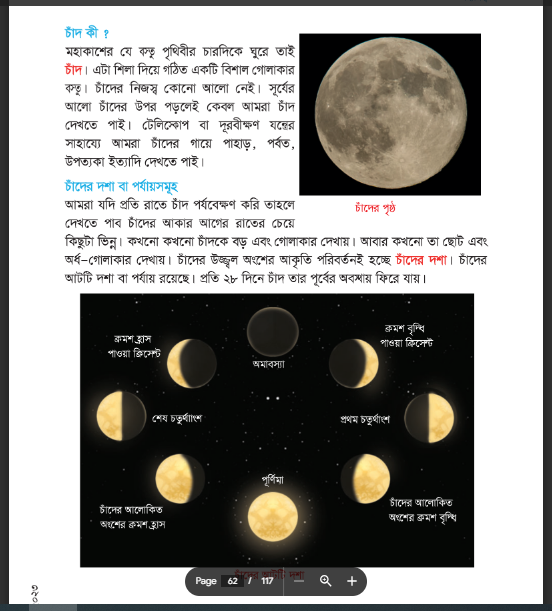 চাঁদ কী ?
মহাকাশের যে বস্তু পৃথিবীর চারদিকে ঘুরে তাই
চাঁদ। এটা শিলা দিয়ে গঠিত একটি বিশাল গোলাকার
বস্তু। চাঁদের নিজস্ব কোনো আলো নেই। সূর্যের
আলো চাঁদের উপর পড়লেই কেবল আমরা চাঁদ
দেখতে পাই। টেলিস্কোপ বা দূরবীক্ষণ যন্ত্রের
সাহায্যে আমরা চাঁদের গায়ে পাহাড়, পর্বত,
উপত্যকা ইত্যাদি দেখতে পাই।
চাঁদের পৃষ্ঠ
চাঁদের দশা বা পর্যায়সমূহ
আমরা যদি প্রতি রাতে চাঁদ পর্যবেক্ষণ করি তাহলে
দেখতে পাব চাঁদের আকার আগের রাতের চেয়ে
কিছুটা ভিন্ন। কখনো কখনো চাঁদকে বড় এবং গোলাকার দেখায়। আবার কখনো তা ছোট এবং
অর্ধ-গোলাকার দেখায়। চাঁদের উজ্জ্বল অংশের আকৃতি পরিবর্তনই হচ্ছে চাঁদের দশা। চাঁদের
আটটি দশা বা পর্যায় রয়েছে। প্রতি ২৮ দিনে চাঁদ তার পূর্বের অবস্থায় ফিরে যায়।
ক্রমশ হ্রাস
পাওয়া ক্রিসেন্ট
অমাবস্যা
ক্রমশ বৃদ্ধি
পাওয়া ক্রিসেন্ট
শেষ চতুর্থাংশ
প্রথম চতুর্থাংশ
চাঁদের আলোকিত
অংশের ক্রমশ হ্রাস
পূর্ণিমা
চাঁদের আলোকিত
অংশের ক্রমশ বৃদ্ধি
চাঁদের আটটি দশা
Page 62 / 117